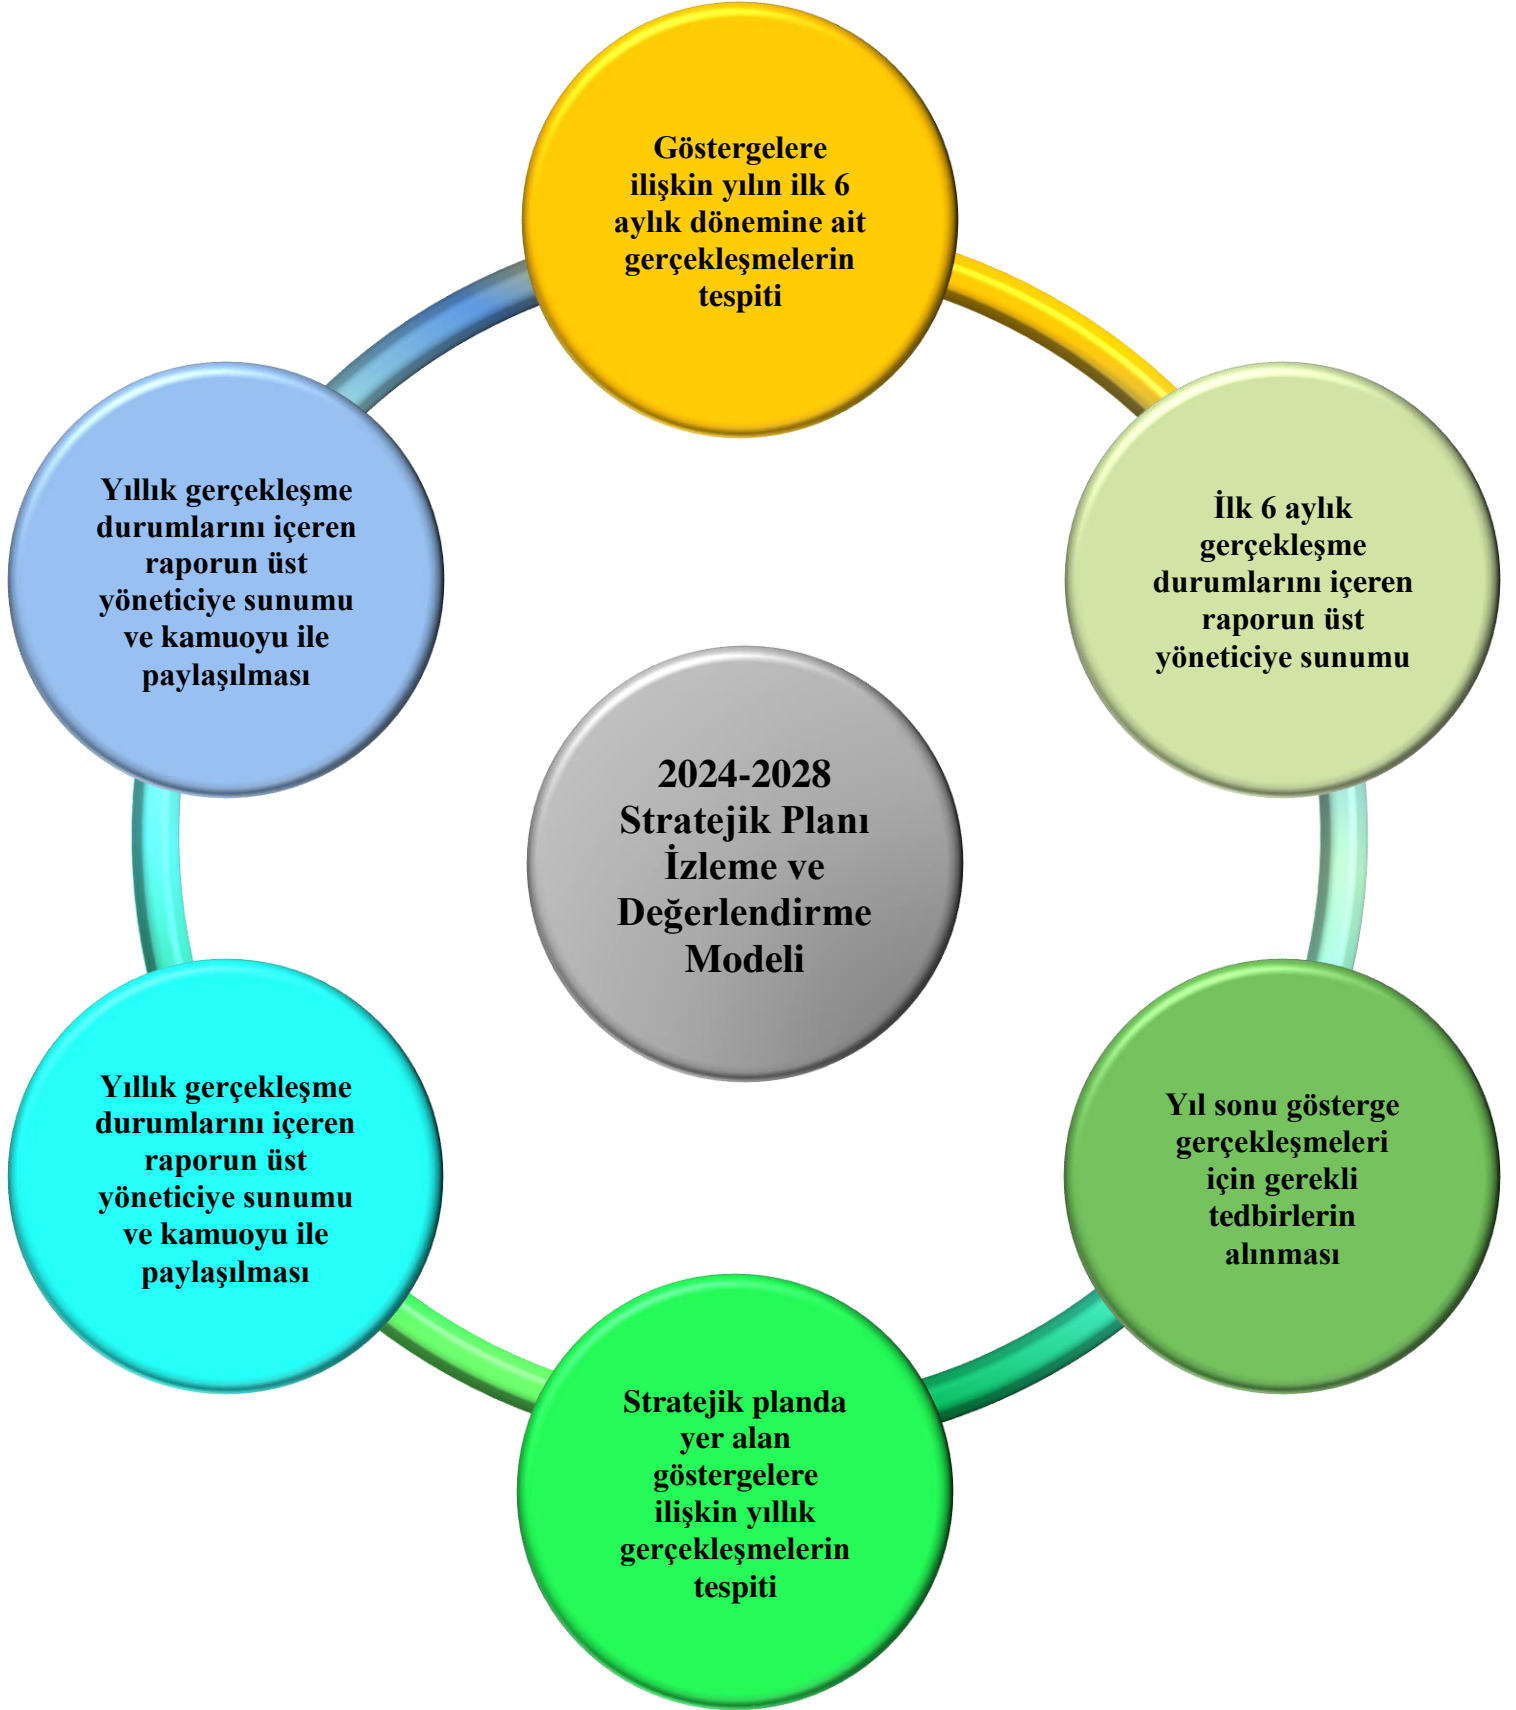 Göstergelere
ilişkin yılın ilk 6
aylık dönemine ait
gerçekleşmelerin
tespiti
İlk 6 aylık
gerçekleşme
durumlarını içeren
raporun üst
yöneticiye sunumu
Yıl sonu gösterge
gerçekleşmeleri
için gerekli
tedbirlerin
alınması
Stratejik planda
yer alan
göstergelere
ilişkin yıllık
gerçekleşmelerin
tespiti
Yıllık gerçekleşme
durumlarını içeren
raporun üst
yöneticiye sunumu
ve kamuoyu ile
paylaşılması
Yıllık gerçekleşme
durumlarını içeren
raporun üst
yöneticiye sunumu
ve kamuoyu ile
paylaşılması
2024-2028
Stratejik Planı
İzleme ve
Değerlendirme
Modeli